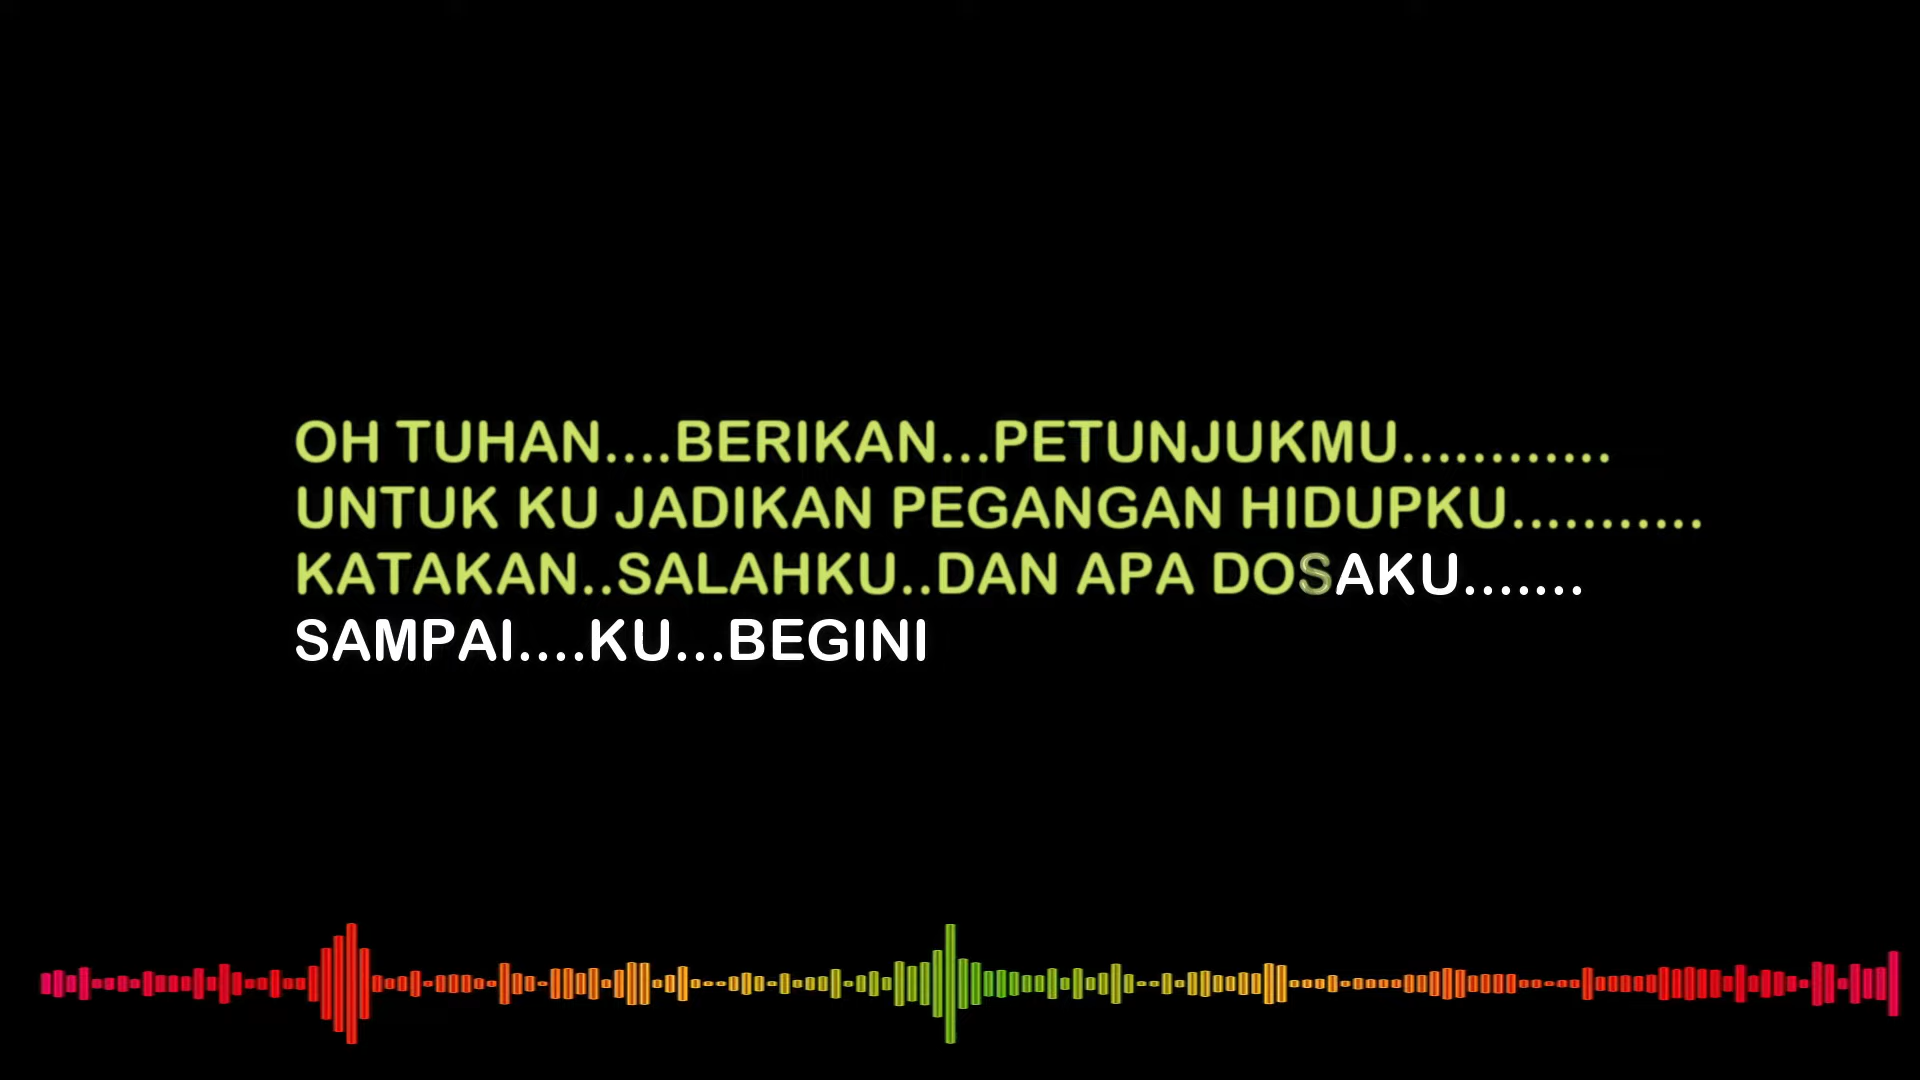 OH TUHAN....BERIKAN...PETUNJUKMU............
UNTUK KU JADIKAN PEGANGAN HIDUPKU...........
KATAKAN..SALAHKU..DAN APA DOSAKU.......
SAMPAI....KU...BEGINI